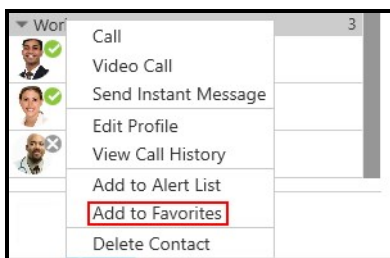 Wor 3
Call
Video Call
Send Instant Message
Edit Profile
View Call History
Add to Alert List
Add to Favorites
Delete Contact